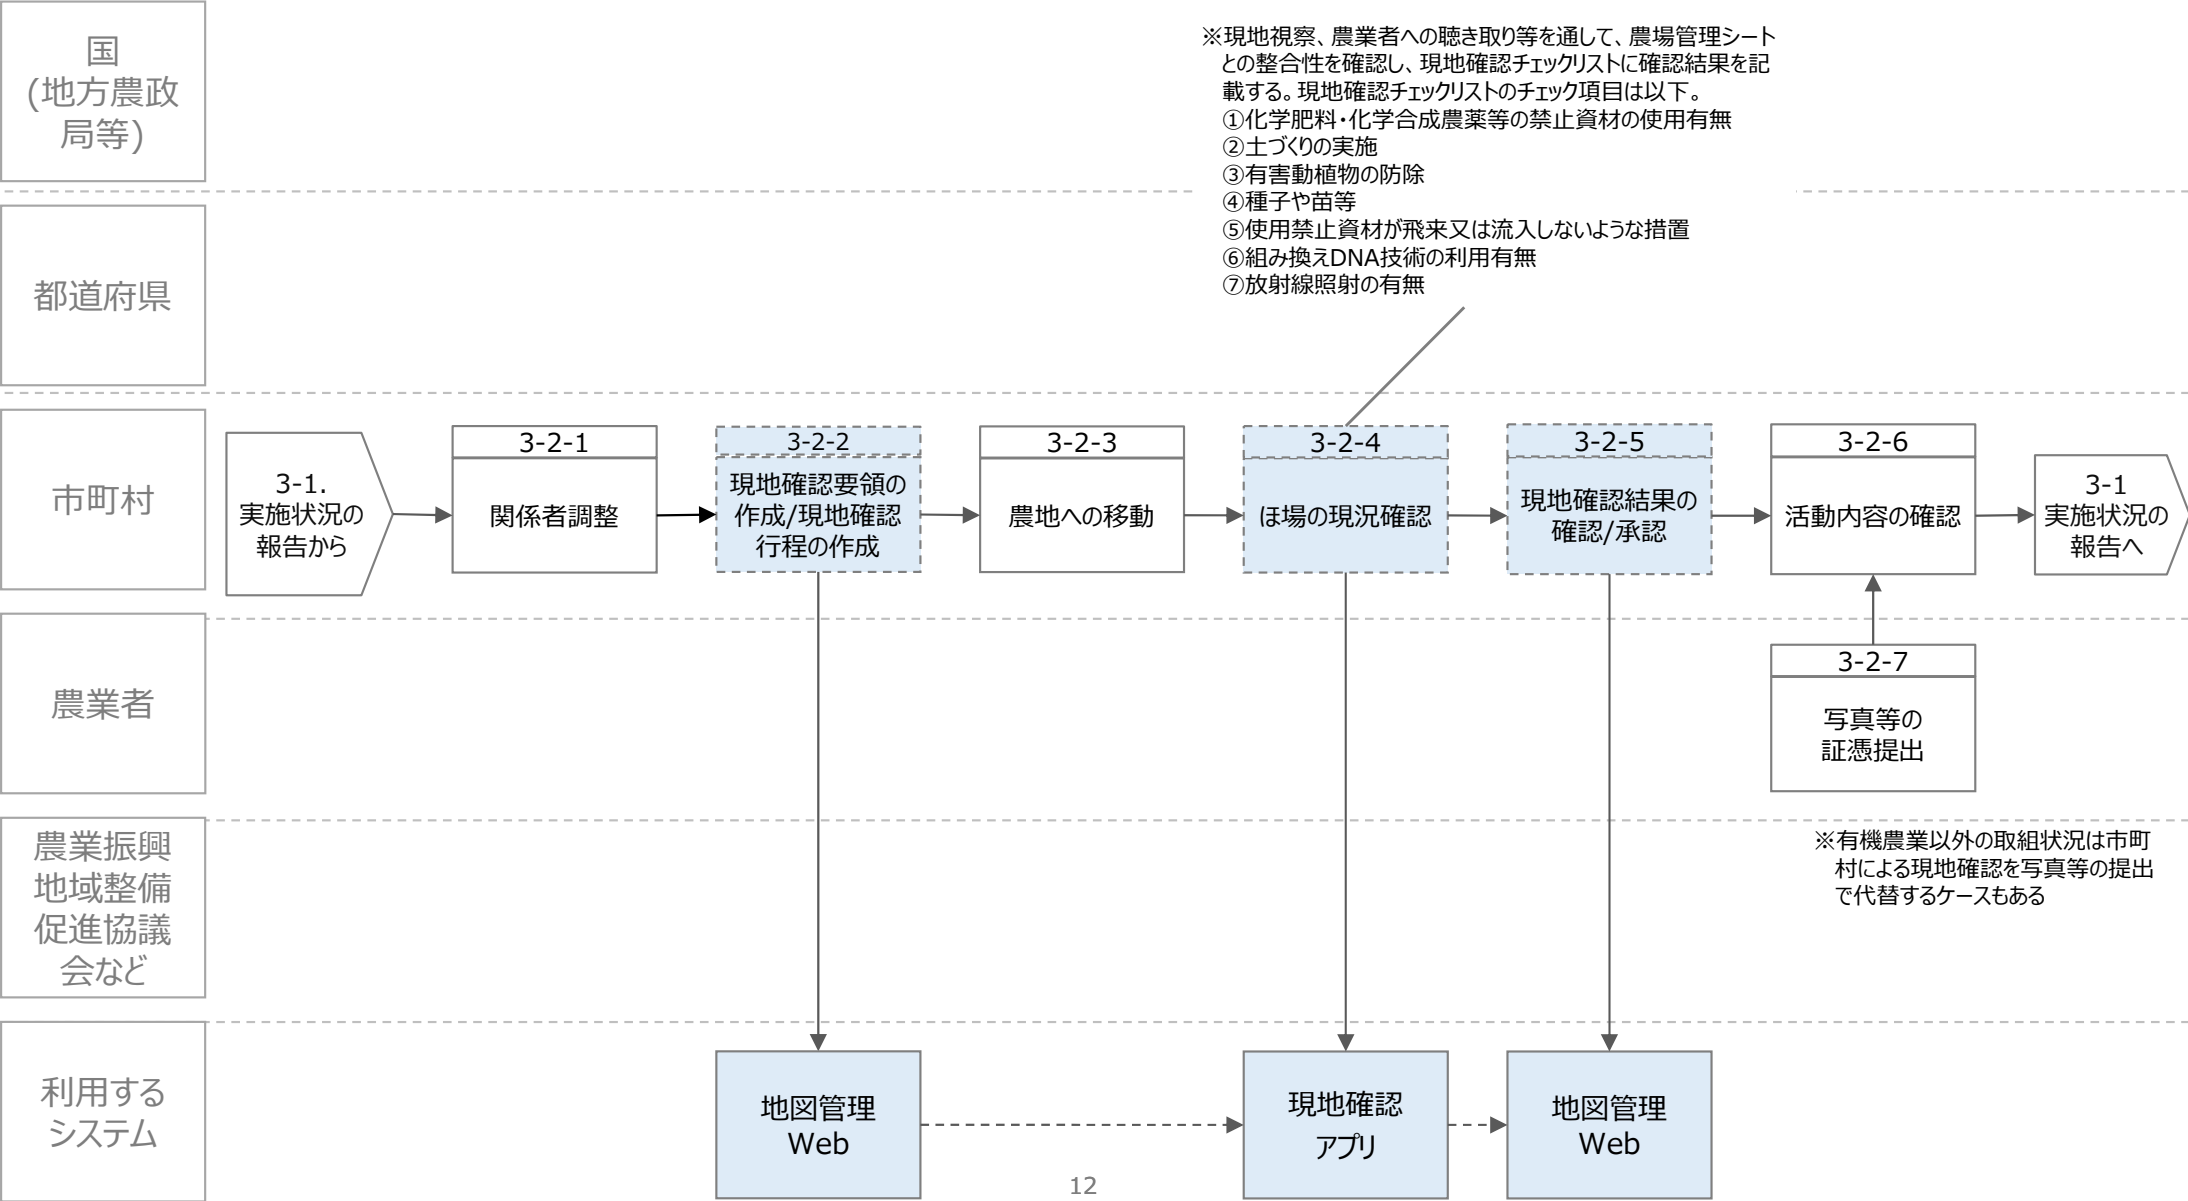 国
(地方農政
局等)
※現地視察、農業者への聴き取り等を通して、農場管理シート
との整合性を確認し、現地確認チェックリストに確認結果を記
載する。現地確認チェックリストのチェック項目は以下。
①化学肥料・化学合成農薬等の禁止資材の使用有無
②土づくりの実施
③有害動植物の防除
④種子や苗等
⑤使用禁止資材が飛来又は流入しないような措置
⑥組み換えDNA技術の利用有無
⑦放射線照射の有無
都道府県
市町村
3-1.
実施状況の
報告から
3-2-1
関係者調整
3-2-2
現地確認要領の
作成/現地確認
行程の作成
3-2-3
農地への移動
3-2-4
ほ場の現況確認
3-2-5
現地確認結果の
確認/承認
3-2-6
活動内容の確認
3-1
実施状況の
報告へ
農業者
3-2-7
写真等の
証憑提出
農業振興
地域整備
促進協議
会など
※有機農業以外の取組状況は市町
村による現地確認を写真等の提出
で代替するケースもある
利用する
システム
地図管理
Web
現地確認
アプリ
地図管理
Web
12